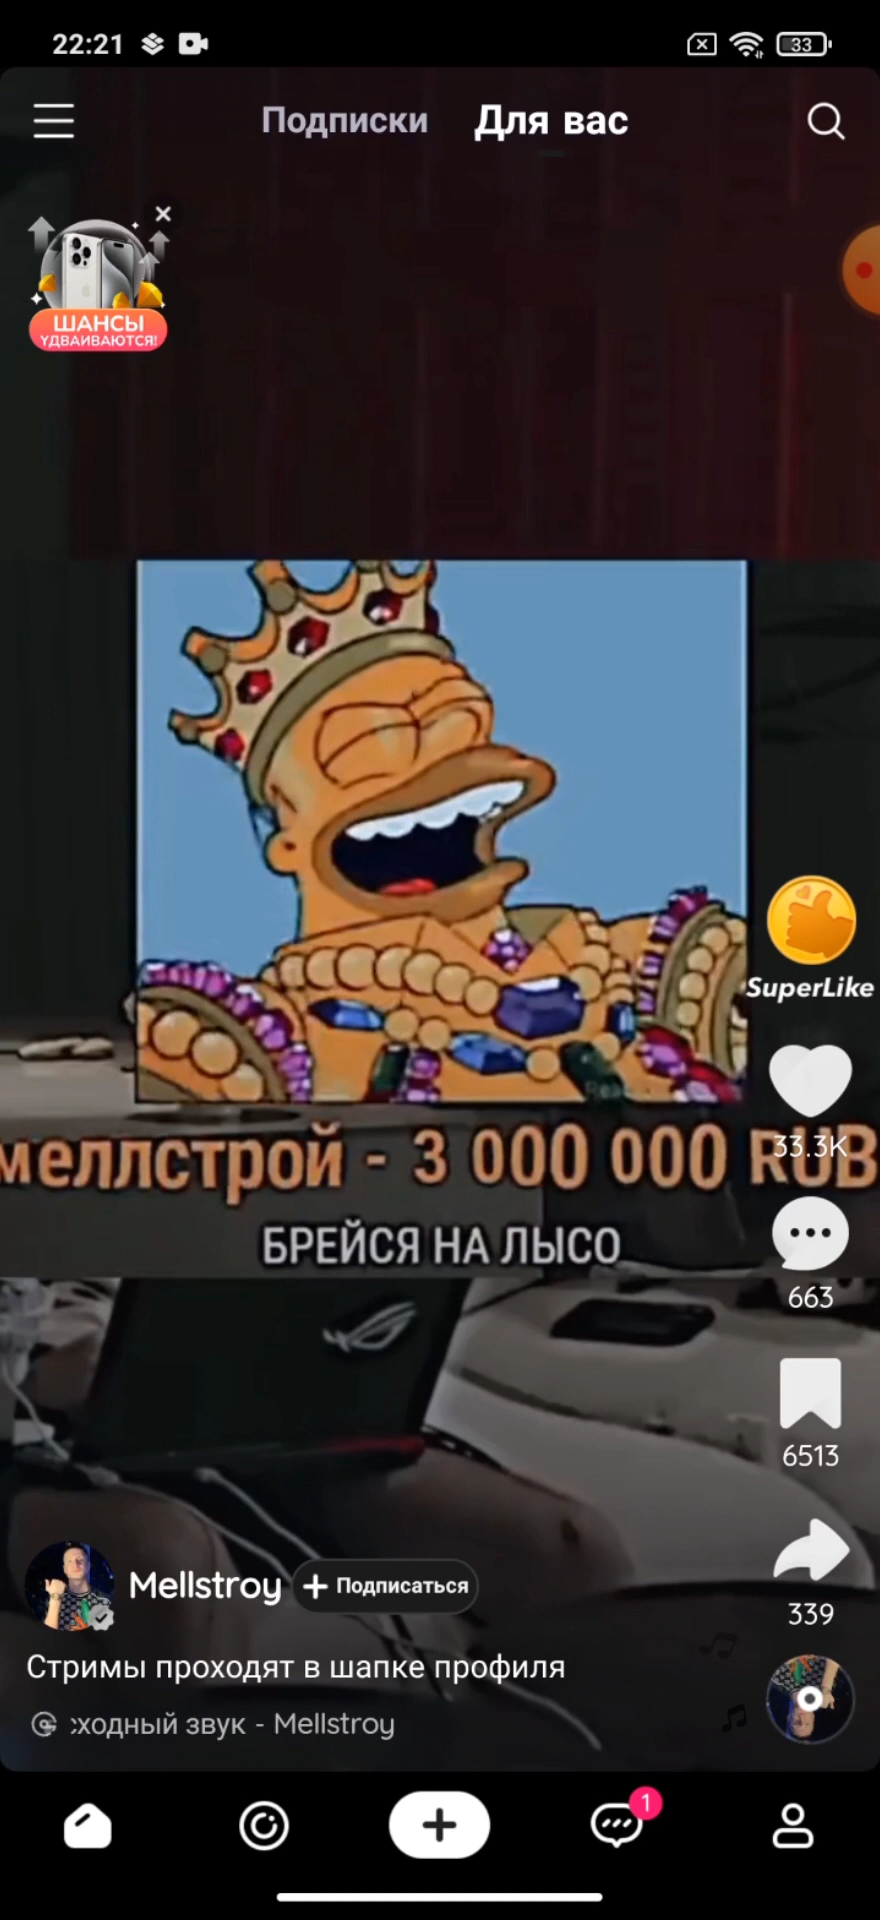 22:21
33
Подписки Для вас
ШАНСЫ
УДВАИВАЮТСЯ!
SuperLike
33.3K
меллстрой - 3 000 000 RUB
БРЕЙСЯ НА ЛЫСО
663
6513
339
Mellstroy + Подписаться
Стримы проходят в шапке профиля
ходный звук - Mellstroy
1